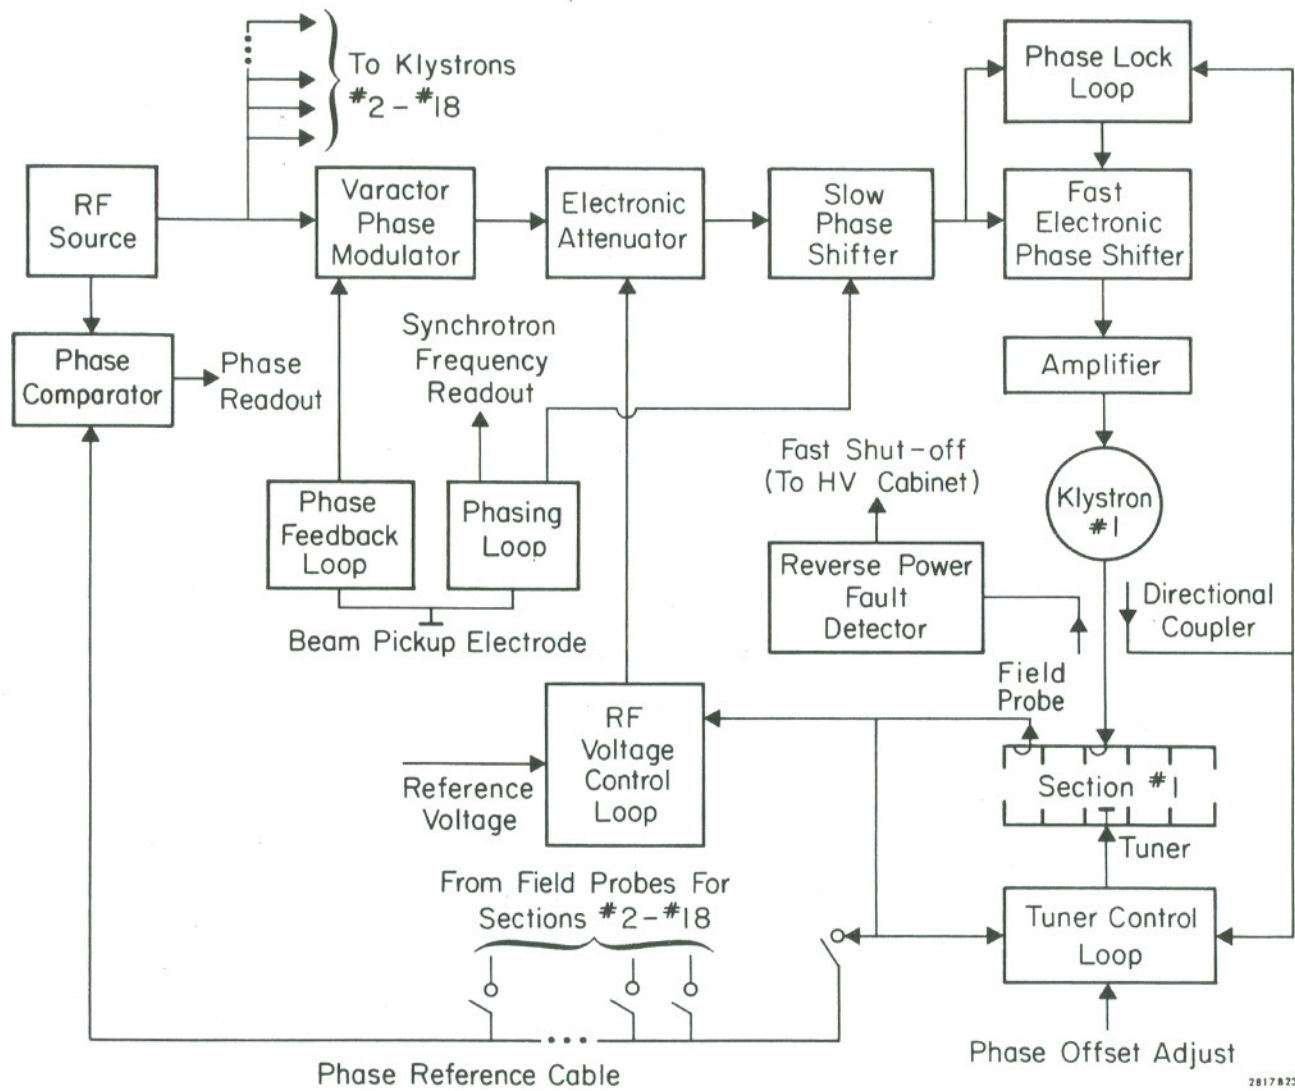 To Klystrons
#2 - #18
Phase Lock
Loop
RF
Source
Varactor
Phase
Modulator
Electronic
Attenuator
Slow
Phase
Shifter
Fast
Electronic
Phase Shifter
Phase
Comparator
Phase
Readout
Synchrotron
Frequency
Readout
Amplifier
Fast Shut-off
(To HV Cabinet)
Klystron
#1
Phase
Feedback
Loop
Phasing
Loop
Reverse Power
Fault
Detector
Directional
Coupler
Beam Pickup Electrode
Field
Probe
RF
Voltage
Control
Loop
Reference
Voltage
Section #1
Tuner
From Field Probes For
Sections #2 - #18
Tuner Control
Loop
Phase Offset Adjust
Phase Reference Cable
2817B23